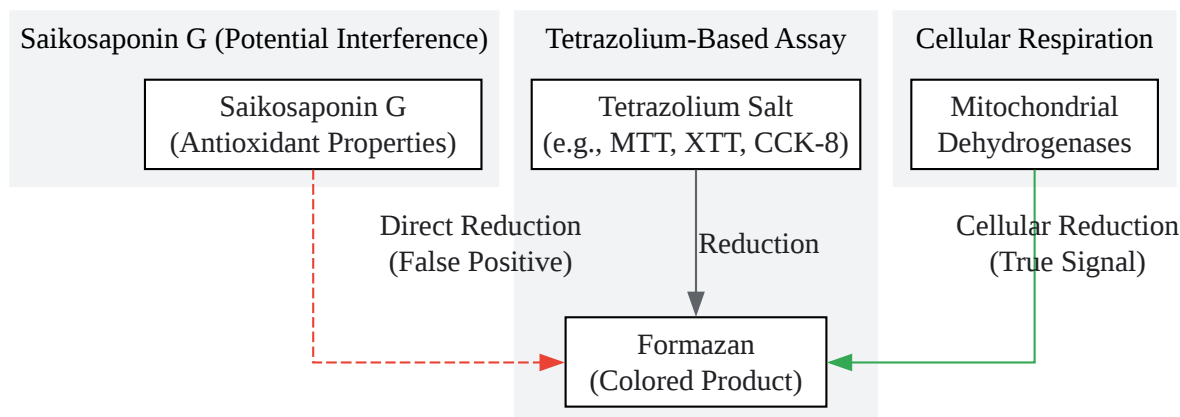 Saikosaponin G (Potential Interference)
Tetrazolium-Based Assay
Cellular Respiration
Saikosaponin G
(Antioxidant Properties)
Tetrazolium Salt
(e.g., MTT, XTT, CCK-8)
Mitochondrial
Dehydrogenases
Direct Reduction
(False Positive)
Reduction
Cellular Reduction
(True Signal)
Formazan
(Colored Product)